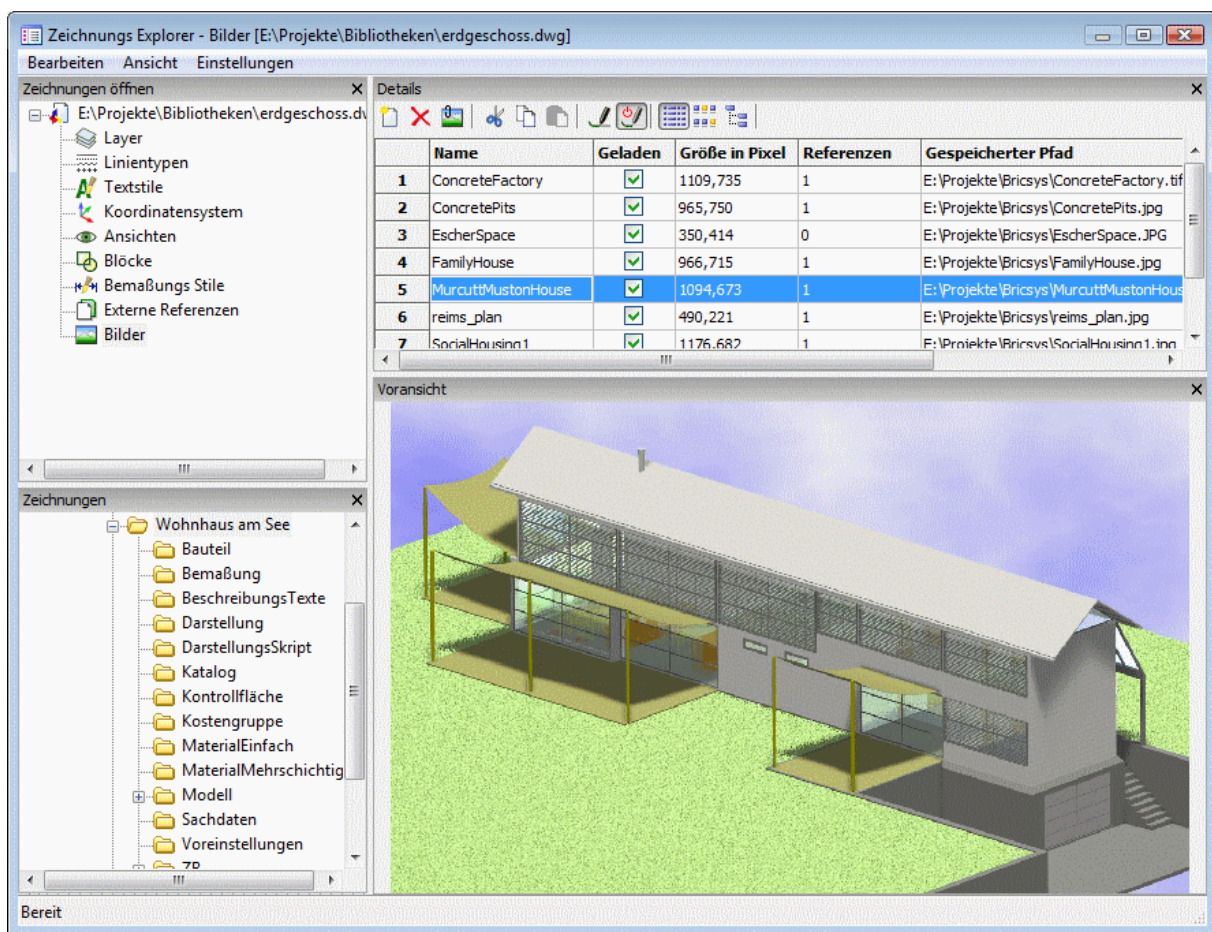 Zeichnungs Explorer - Bilder [E:\Projekte\Bibliotheken\erdgeschoss.dwg]
Bearbeiten Ansicht Einstellungen
Zeichnungen öffnen
E:\Projekte\Bibliotheken\erdgeschoss.dv
Layer
Linientypen
Textstile
Koordinatensystem
Ansichten
Blöcke
Bemaßungs Stile
Externe Referenzen
Bilder
Details
Name Geladen Größe in Pixel Referenzen Gespeicherter Pfad
1 ConcreteFactory 1109,735 1 E:\Projekte\Bricsys\ConcreteFactory.tif
2 ConcretePits 965,750 1 E:\Projekte\Bricsys\ConcretePits.jpg
3 EscherSpace 350,414 0 E:\Projekte\Bricsys\EscherSpace.JPG
4 FamilyHouse 966,715 1 E:\Projekte\Bricsys\FamilyHouse.jpg
5 MurcuttMustonHouse 1094,673 1 E:\Projekte\Bricsys\MurcuttMustonHous
6 reims_plan 490,221 1 E:\Projekte\Bricsys\reims_plan.jpg
7 SocialHousing1 1176,682 1 E:\Projekte\Bricsys\SocialHousing1.jpg
Voransicht
Zeichnungen
Wohnhaus am See
Bauteil
Bemaßung
BeschreibungsTexte
Darstellung
DarstellungsSkript
Katalog
Kontrollfläche
Kostengruppe
MaterialEinfach
MaterialMehrschichtig
Modell
Sachdaten
Voreinstellungen
Bereit